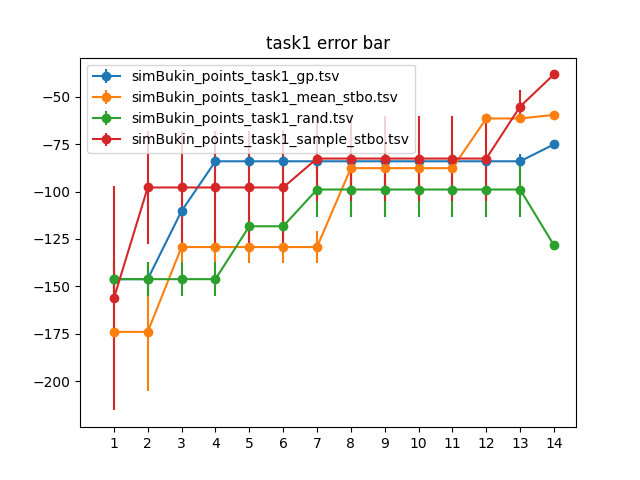 task1 error bar
simBukin_points_task1_gp.tsv
simBukin_points_task1_mean_stbo.tsv
simBukin_points_task1_rand.tsv
simBukin_points_task1_sample_stbo.tsv
−50
−75
−100
−125
−150
−175
−200
1 2 3 4 5 6 7 8 9 10 11 12 13 14